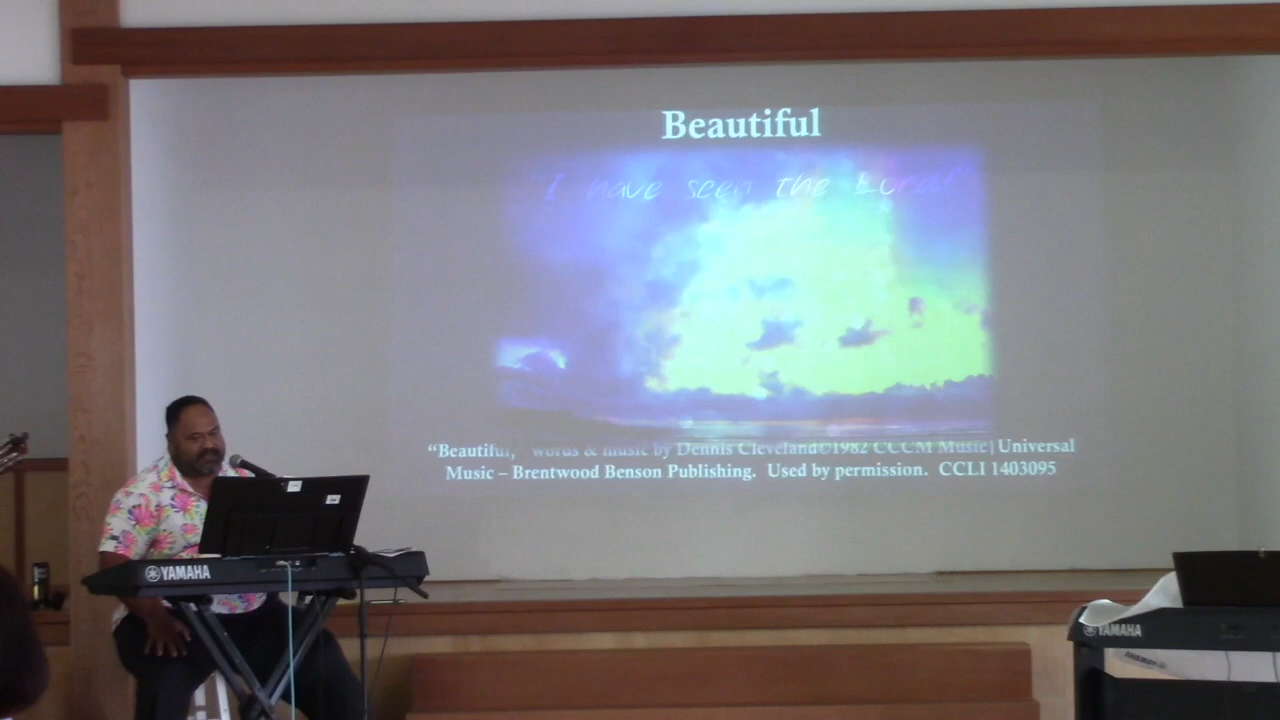 Beautiful
"I have seen the Lord!"
“Beautiful, words & music by Dennis Cleveland©1982 CCCM Music|Universal
Music – Brentwood Benson Publishing. Used by permission. CCLI 1403095
YAMAHA
YAMAHA